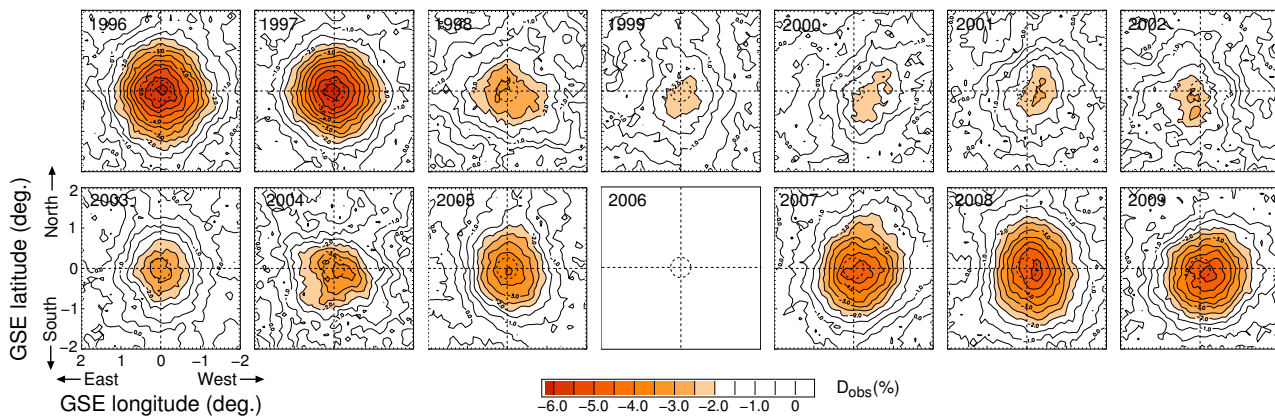 1996 1997 1998 1999 2000 2001 2002
2003 2004 2005 2006 2007 2008 2009
GSE latitude (deg.)
South North
2
1
0
−1
−2
2 1 0 −1 −2
East West
GSE longitude (deg.)
−6.0 −5.0 −4.0 −3.0 −2.0 −1.0 0
Dobs(%)